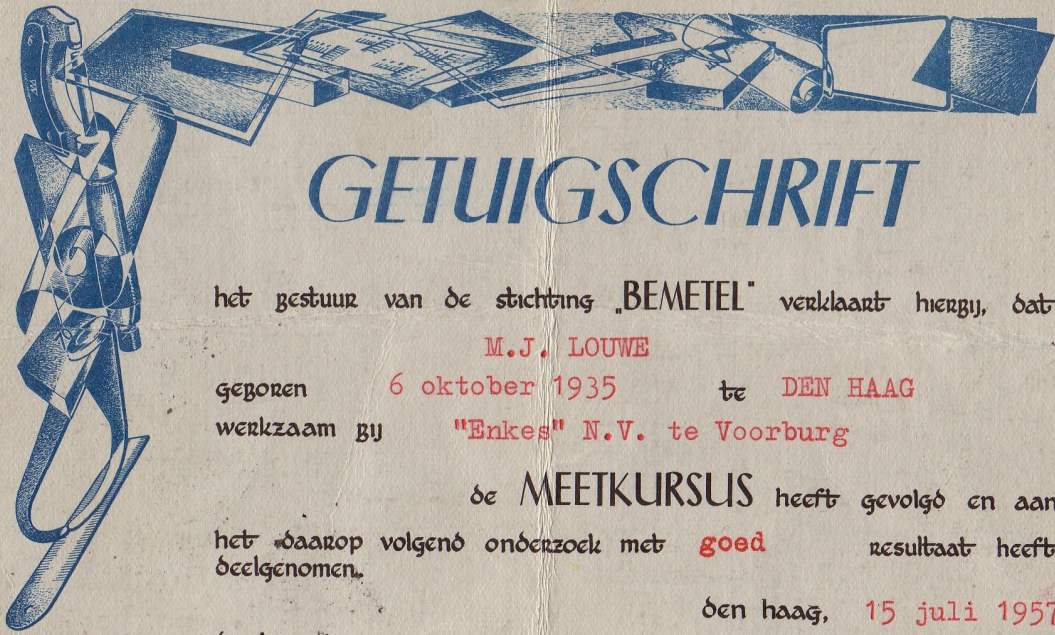 GETUIGSCHRIFT
het bestuur van de stichting „BEMETEL" verklaart hierbij, dat
M.J. LOUWE
geboren 6 oktober 1935 te DEN HAAG
werkzaam bij "Enkes" N.V. te Voorburg
de MEETKURSUS heeft gevolgd en aan
het daarop volgend onderzoek met goed resultaat heeft
deelgenomen.
den haag, 15 juli 1957